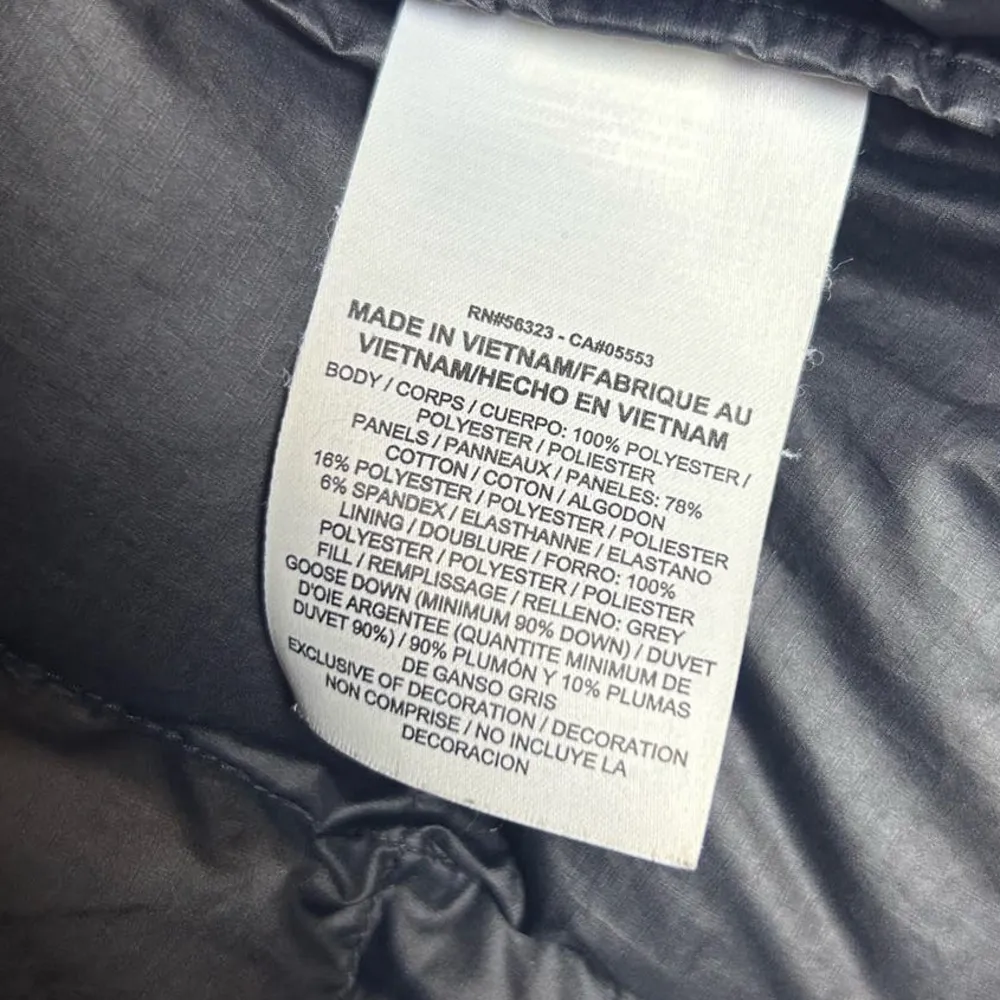 RN#56323 - CA#05553
MADE IN VIETNAM/FABRIQUE AU
VIETNAM/HECHO EN VIETNAM
BODY / CORPS / CUERPO: 100% POLYESTER /
POLYESTER / POLIESTER
PANELS / PANNEAUX / PANELES: 78%
COTTON / COTON / ALGODON
16% POLYESTER / POLYESTER / POLIESTER
6% SPANDEX / ELASTHANNE / ELASTANO
LINING / DOUBLURE / FORRO: 100%
POLYESTER / POLYESTER / POLIESTER
FILL / REMPLISSAGE / RELLENO: GREY
GOOSE DOWN (MINIMUM 90% DOWN) / DUVET
D'OIE ARGENTEE (QUANTITE MINIMUM DE
DUVET 90%) / 90% PLUMÓN Y 10% PLUMAS
DE GANSO GRIS
EXCLUSIVE OF DECORATION / DECORATION
NON COMPRISE / NO INCLUYE LA
DECORACION